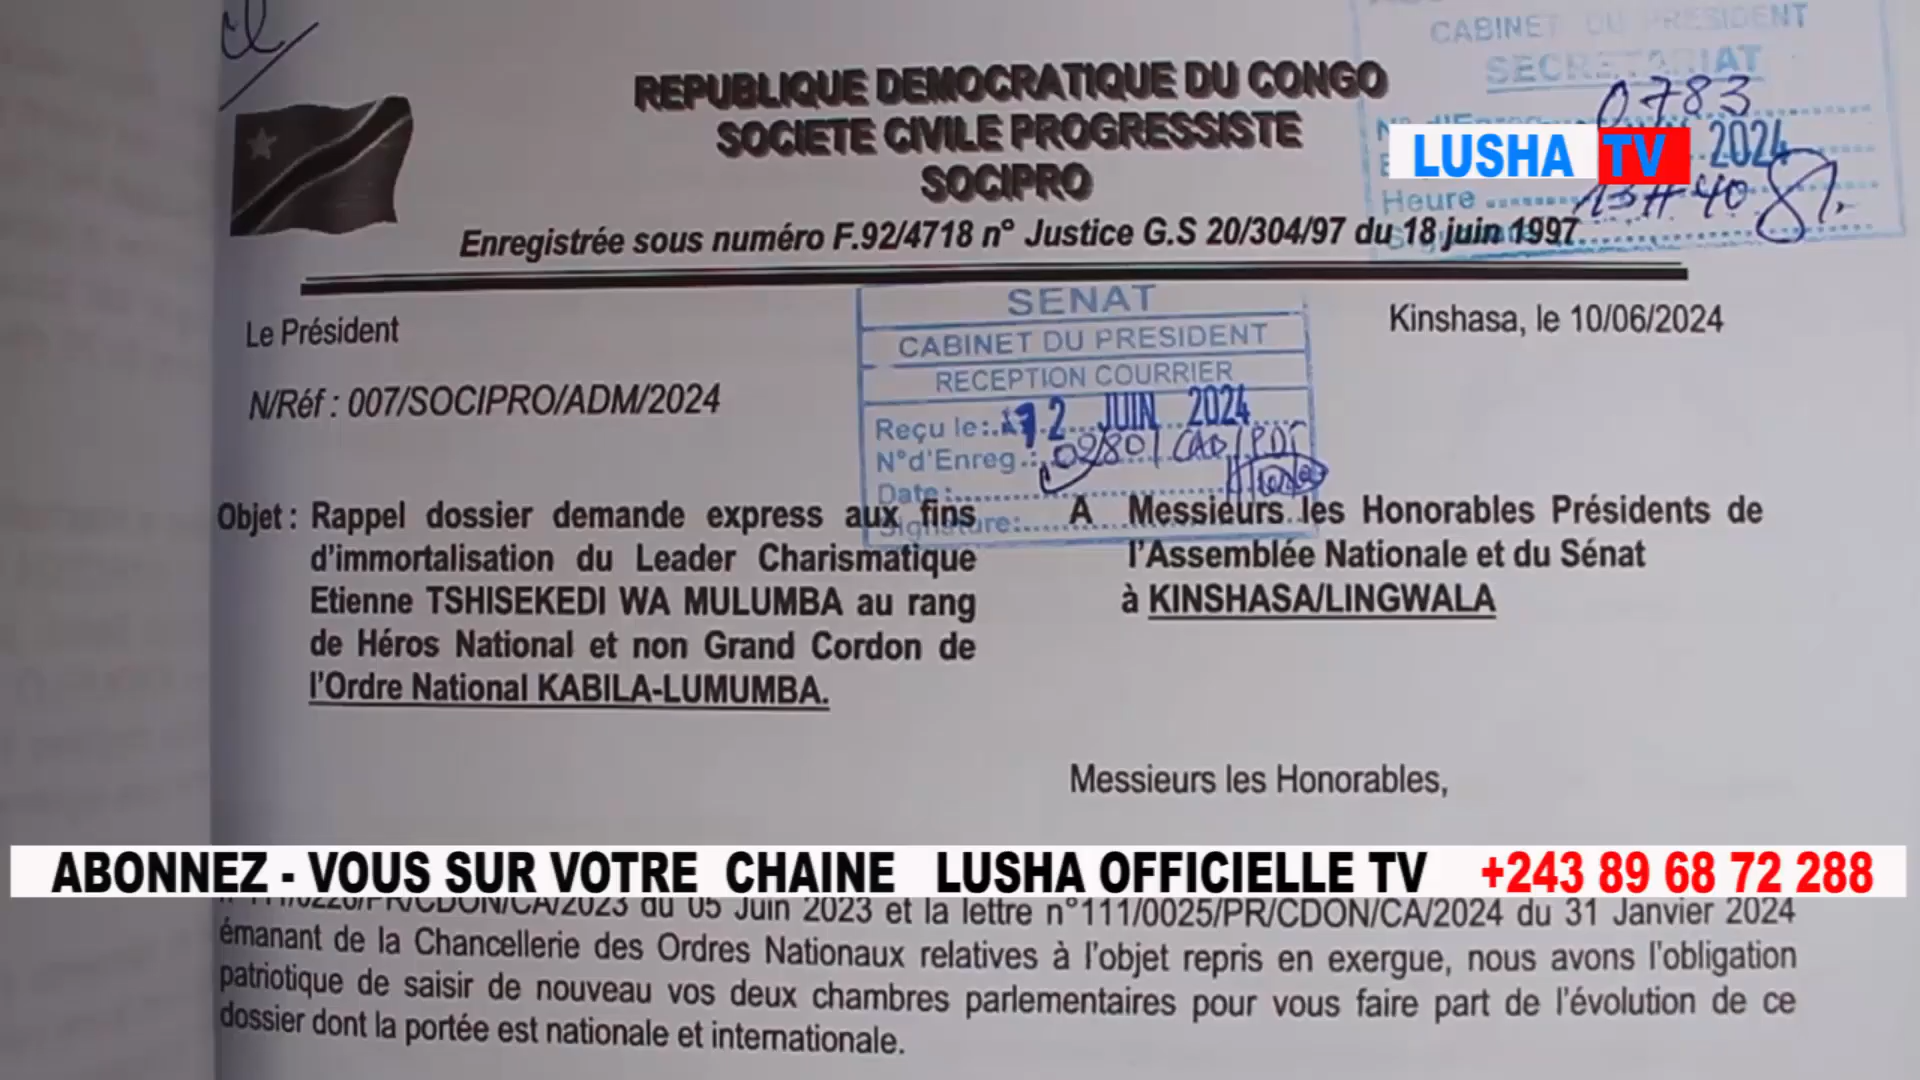 CABINET DU PRESIDENT
SECRETARIAT
0783
2024
Heure 13H40
REPUBLIQUE DEMOCRATIQUE DU CONGO
SOCIETE CIVILE PROGRESSISTE
SOCIPRO
LUSHA TV
Enregistrée sous numéro F.92/4718 n° Justice G.S 20/304/97 du 18 juin 1997
Le Président
Kinshasa, le 10/06/2024
N/Réf : 007/SOCIPRO/ADM/2024
SENAT
CABINET DU PRESIDENT
RECEPTION COURRIER
Reçu le: 12 JUIN 2024
N°d'Enreg.:
Date:
Signature:
Objet : Rappel dossier demande express aux fins
d'immortalisation du Leader Charismatique
Etienne TSHISEKEDI WA MULUMBA au rang
de Héros National et non Grand Cordon de
l'Ordre National KABILA-LUMUMBA.
A Messieurs les Honorables Présidents de
l'Assemblée Nationale et du Sénat
à KINSHASA/LINGWALA
Messieurs les Honorables,
ABONNEZ - VOUS SUR VOTRE CHAINE LUSHA OFFICIELLE TV +243 89 68 72 288
du 05 Juin 2023 et la lettre n°111/0025/PR/CDON/CA/2024 du 31 Janvier 2024
émanant de la Chancellerie des Ordres Nationaux relatives à l'objet repris en exergue, nous avons l'obligation
patriotique de saisir de nouveau vos deux chambres parlementaires pour vous faire part de l'évolution de ce
dossier dont la portée est nationale et internationale.